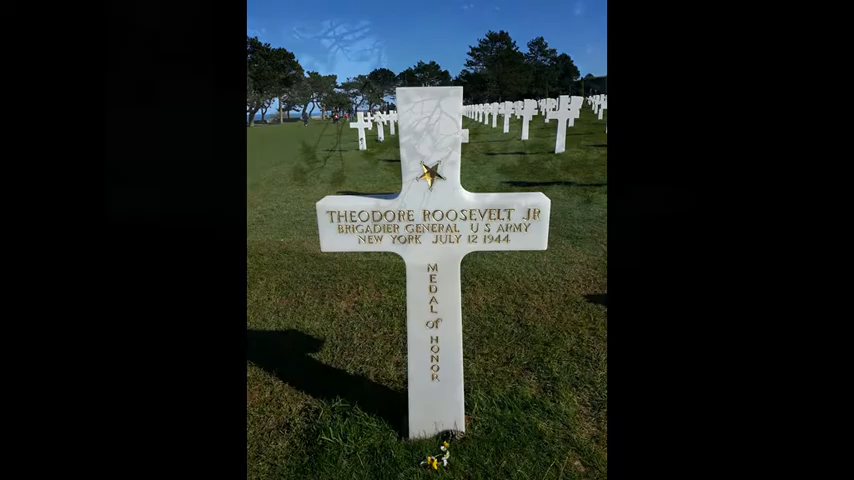 THEODORE ROOSEVELT JR
BRIGADIER GENERAL U S ARMY
NEW YORK JULY 12 1944
MEDAL
of
HONOR